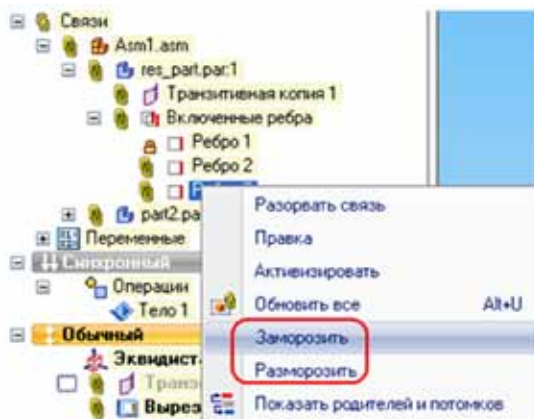 Связи
Asm1.asm
res_part.par:1
Транзитивная копия 1
Включенные ребра
Ребро 1
Ребро 2
part2.pa
Переменные
Синхронный
Операции
Тело 1
Обычный
Эквидист
Транз
Вырез
Разорвать связь
Правка
Активизировать
Обновить все Alt+U
Заморозить
Разморозить
Показать родителей и потомков